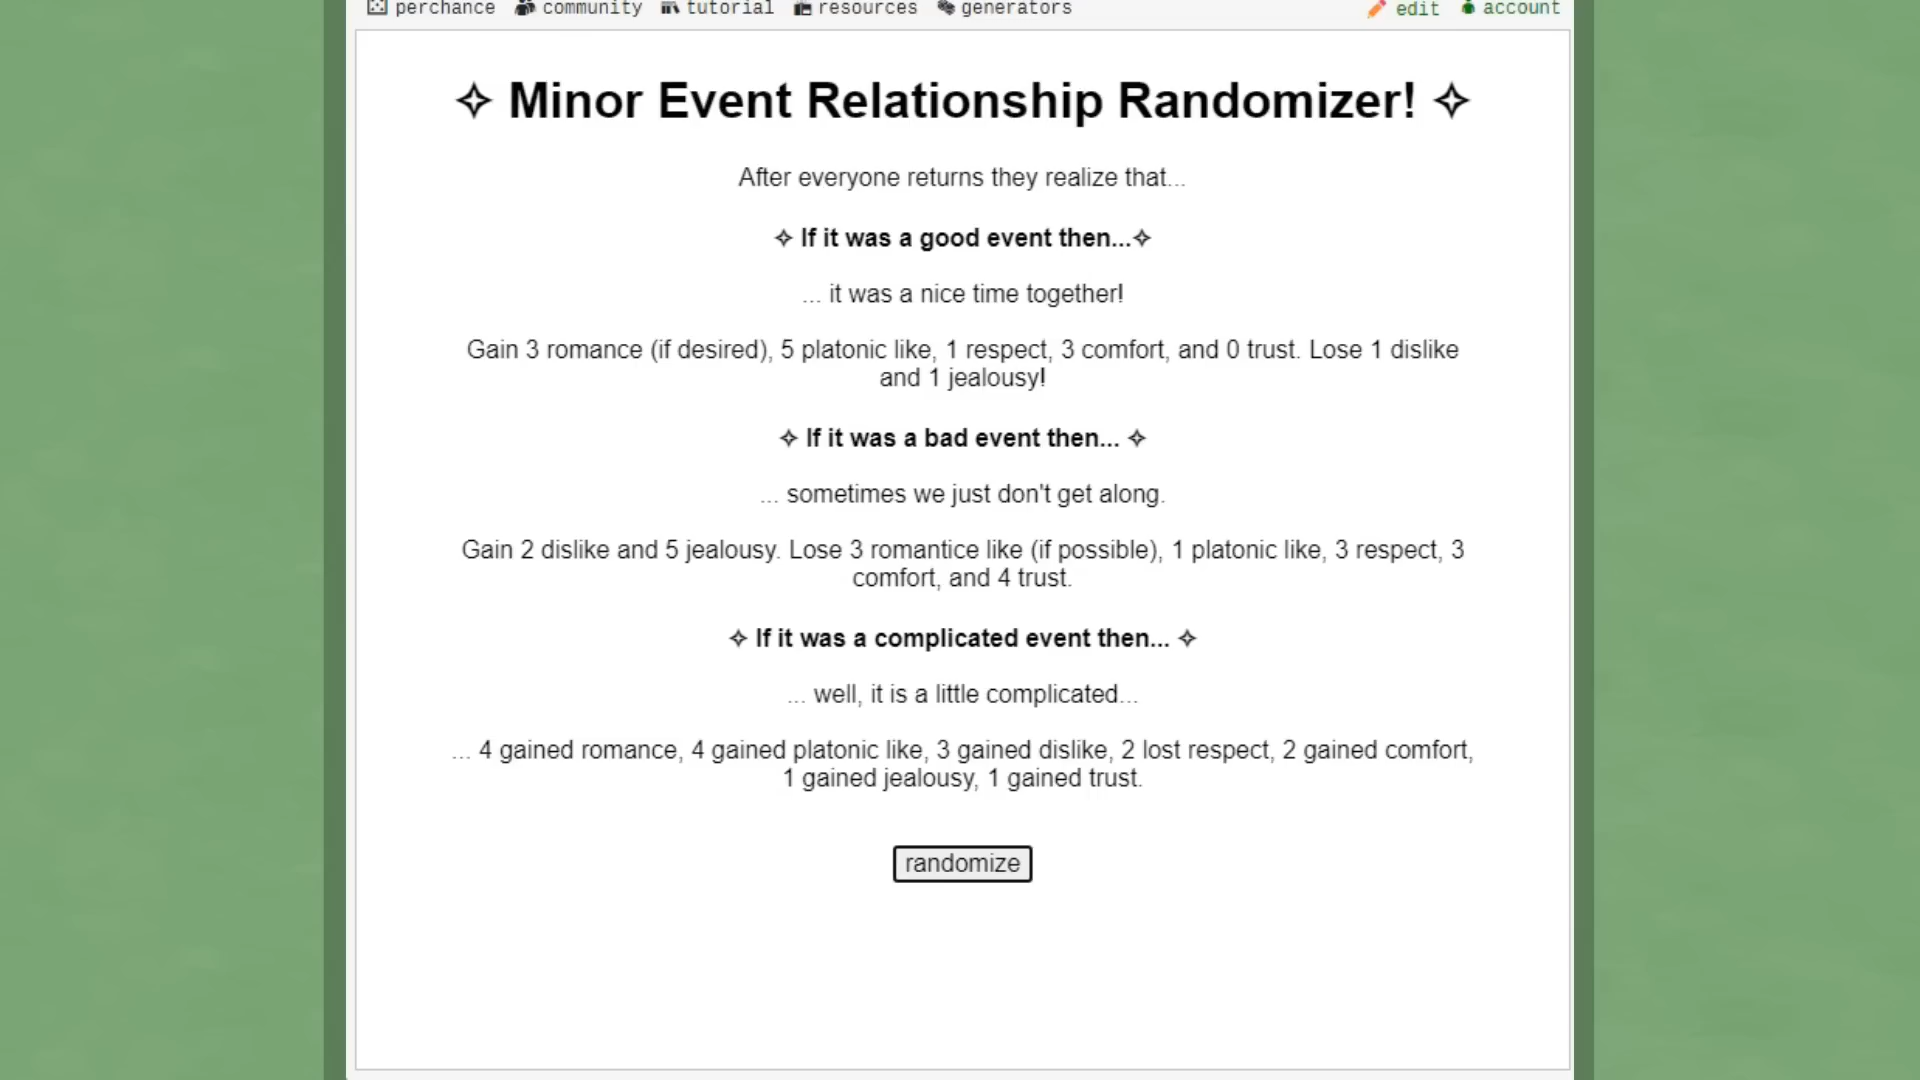 perchance community tutorial resources generators edit account
✧ Minor Event Relationship Randomizer! ✧
After everyone returns they realize that...
✧ If it was a good event then...✧
... it was a nice time together!
Gain 3 romance (if desired), 5 platonic like, 1 respect, 3 comfort, and 0 trust. Lose 1 dislike
and 1 jealousy!
✧ If it was a bad event then... ✧
... sometimes we just don't get along.
Gain 2 dislike and 5 jealousy. Lose 3 romantice like (if possible), 1 platonic like, 3 respect, 3
comfort, and 4 trust.
✧ If it was a complicated event then... ✧
... well, it is a little complicated...
... 4 gained romance, 4 gained platonic like, 3 gained dislike, 2 lost respect, 2 gained comfort,
1 gained jealousy, 1 gained trust.
randomize